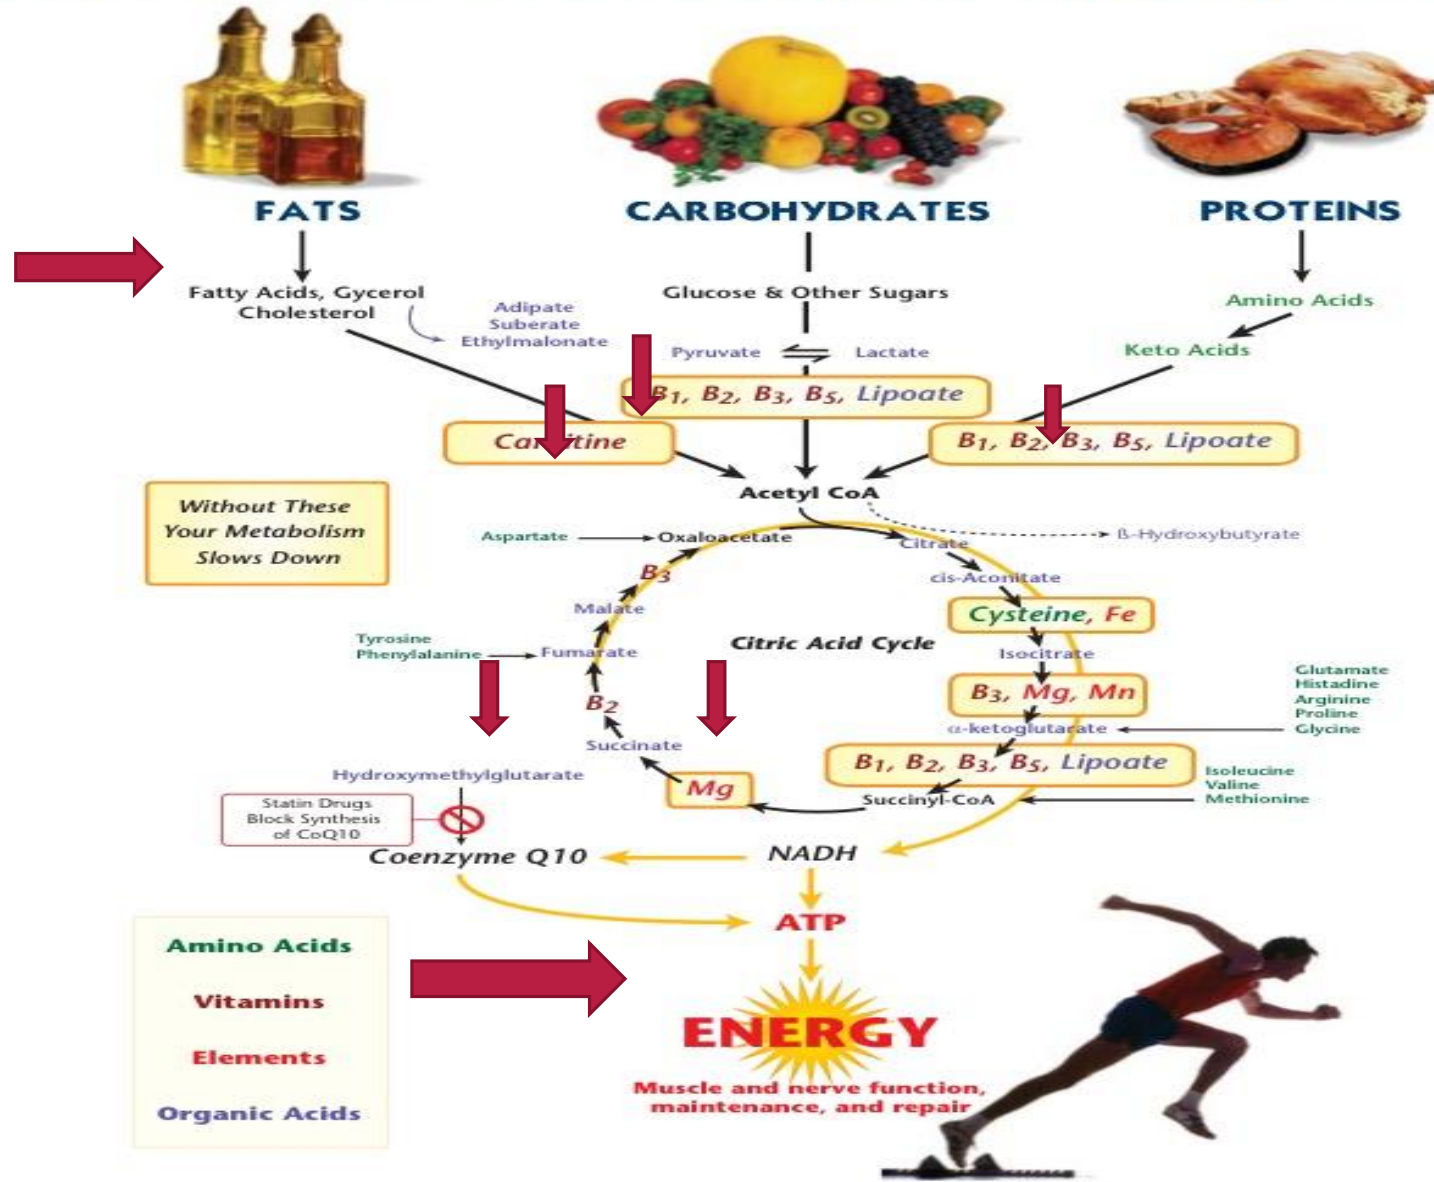 FATS
CARBOHYDRATES
PROTEINS
Fatty Acids, Gycerol
Cholesterol
Adipate
Suberate
Ethylmalonate
Glucose & Other Sugars
Pyruvate
Lactate
Amino Acids
Keto Acids
B1, B2, B3, B5, Lipoate
Carnitine
B1, B2, B3, B5, Lipoate
Acetyl CoA
Without These
Your Metabolism
Slows Down
Aspartate
Oxaloacetate
Citrate
ß-Hydroxybutyrate
cis-Aconitate
B3
Malate
Cysteine, Fe
Citric Acid Cycle
Tyrosine
Phenylalanine
Fumarate
Isocitrate
B3, Mg, Mn
Glutamate
Histadine
Arginine
Proline
Glycine
B2
α-ketoglutarate
Succinate
B1, B2, B3, B5, Lipoate
Isoleucine
Valine
Methionine
Mg
Succinyl-CoA
Hydroxymethylglutarate
Statin Drugs
Block Synthesis
of CoQ10
Coenzyme Q10
NADH
ATP
Amino Acids
Vitamins
Elements
Organic Acids
ENERGY
Muscle and nerve function,
maintenance, and repair